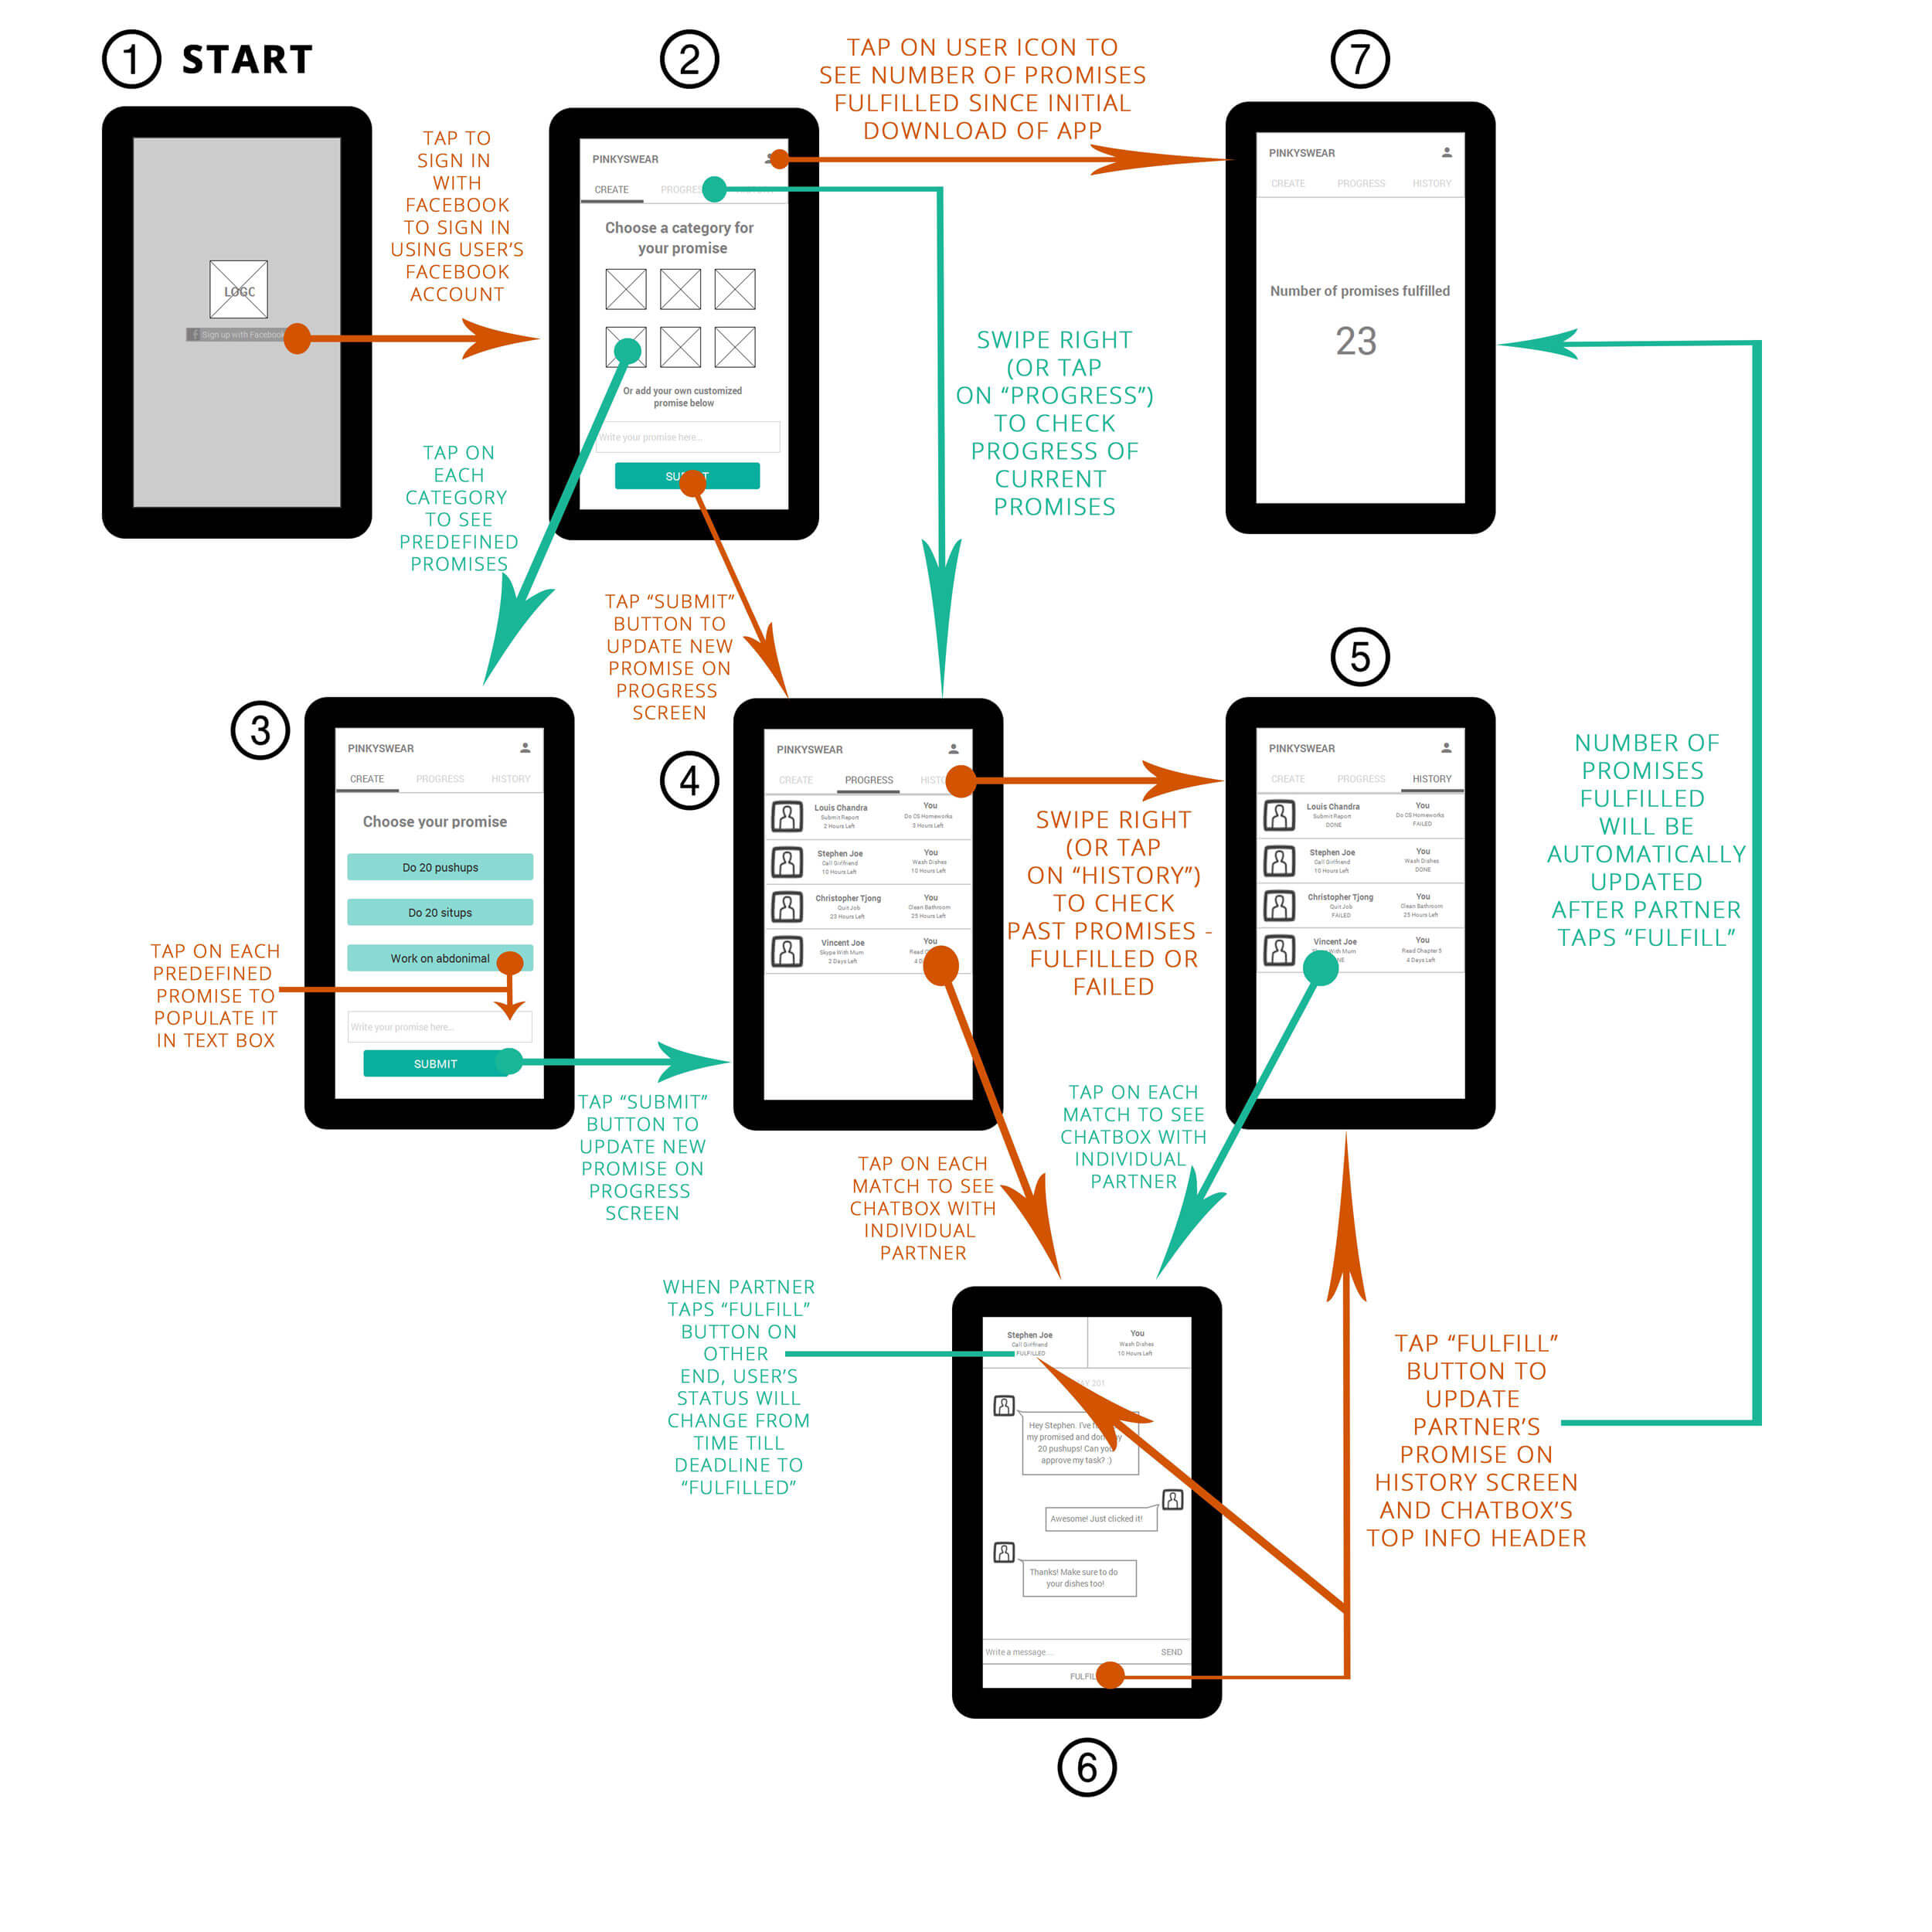 1 START
TAP TO
SIGN IN
WITH
FACEBOOK
TO SIGN IN
USING USER'S
FACEBOOK
ACCOUNT
LOGO
Sign up with Facebook
2
PINKYSWEAR
CREATE
Choose a category for
your promise
Or add your own customized
promise below
Write your promise here...
SUBMIT
TAP ON USER ICON TO
SEE NUMBER OF PROMISES
FULFILLED SINCE INITIAL
DOWNLOAD OF APP
7
PINKYSWEAR
CREATE PROGRESS HISTORY
Number of promises fulfilled
23
SWIPE RIGHT
(OR TAP
ON “PROGRESS”)
TO CHECK
PROGRESS OF
CURRENT
PROMISES
TAP ON
EACH
CATEGORY
TO SEE
PREDEFINED
PROMISES
TAP “SUBMIT”
BUTTON TO
UPDATE NEW
PROMISE ON
PROGRESS
SCREEN
3
PINKYSWEAR
CREATE PROGRESS HISTORY
Choose your promise
Do 20 pushups
Do 20 situps
Work on abdonimal
Write your promise here...
SUBMIT
TAP ON EACH
PREDEFINED
PROMISE TO
POPULATE IT
IN TEXT BOX
TAP “SUBMIT”
BUTTON TO
UPDATE NEW
PROMISE ON
PROGRESS
SCREEN
4
PINKYSWEAR
CREATE PROGRESS
Louis Chandra You
Submit Report Do CS Homeworks
2 Hours Left 3 Hours Left
Stephen Joe You
Call Girlfriend Wash Dishes
10 Hours Left 10 Hours Left
Christopher Tjong You
Quit Job Clean Bathroom
23 Hours Left 25 Hours Left
Vincent Joe You
Skype With Mum Read
2 Days Left 4
SWIPE RIGHT
(OR TAP
ON “HISTORY”)
TO CHECK
PAST PROMISES -
FULFILLED OR
FAILED
5
PINKYSWEAR
CREATE PROGRESS HISTORY
Louis Chandra You
Submit Report Do CS Homeworks
DONE FAILED
Stephen Joe You
Call Girlfriend Wash Dishes
10 Hours Left DONE
Christopher Tjong You
Quit Job Clean Bathroom
FAILED 25 Hours Left
Vincent Joe You
With Mum Read Chapter 5
4 Days Left
NUMBER OF
PROMISES
FULFILLED
WILL BE
AUTOMATICALLY
UPDATED
AFTER PARTNER
TAPS “FULFILL”
TAP ON EACH
MATCH TO SEE
CHATBOX WITH
INDIVIDUAL
PARTNER
TAP ON EACH
MATCH TO SEE
CHATBOX WITH
INDIVIDUAL
PARTNER
WHEN PARTNER
TAPS “FULFILL”
BUTTON ON
OTHER
END, USER'S
STATUS WILL
CHANGE FROM
TIME TILL
DEADLINE TO
“FULFILLED”
Stephen Joe You
Call Girlfriend Wash Dishes
FULFILLED 10 Hours Left
Hey Stephen. I've
my promised and
20 pushups! Can you
approve my task? :)
Awesome! Just clicked it!
Thanks! Make sure to do
your dishes too!
Write a message... SEND
6
TAP “FULFILL”
BUTTON TO
UPDATE
PARTNER'S
PROMISE ON
HISTORY SCREEN
AND CHATBOX'S
TOP INFO HEADER